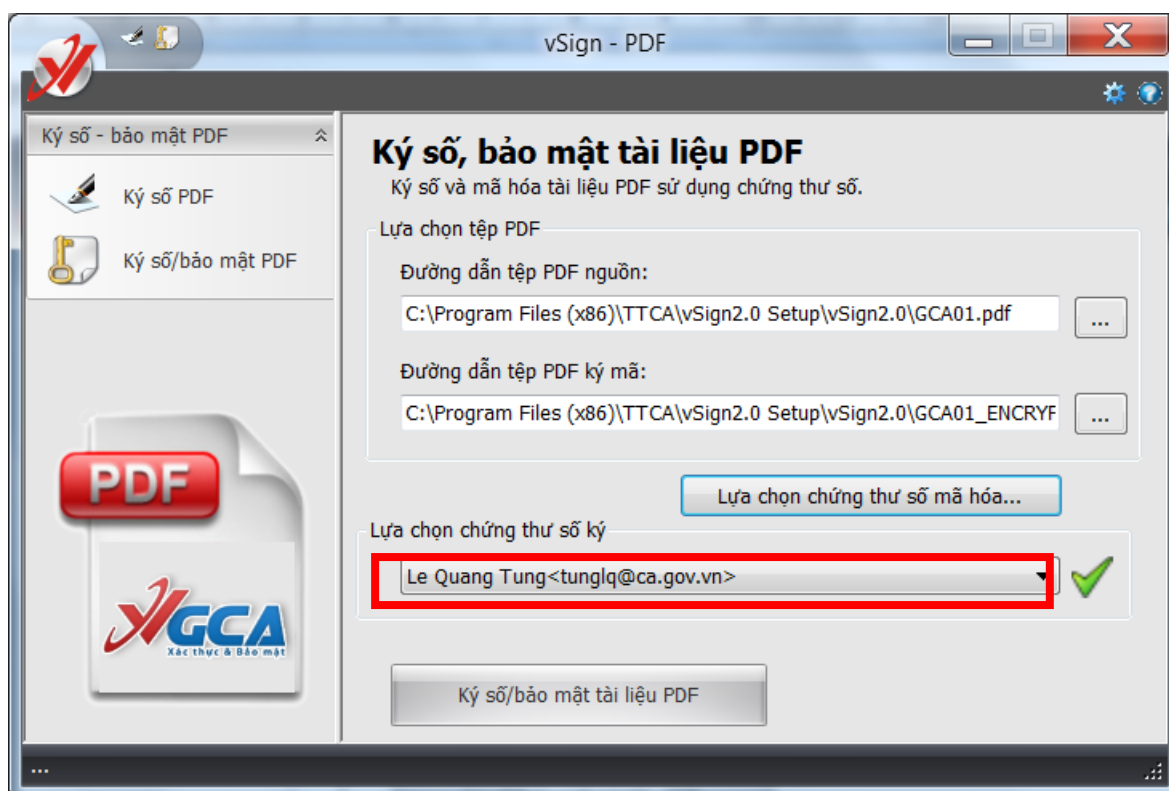 vSign - PDF
Ký số - bảo mật PDF
Ký số PDF
Ký số/bảo mật PDF
PDF
GCA
Xác thực & Bảo mật
Ký số, bảo mật tài liệu PDF
Ký số và mã hóa tài liệu PDF sử dụng chứng thư số.
Lựa chọn tệp PDF
Đường dẫn tệp PDF nguồn:
C:\Program Files (x86)\TTCA\vSign2.0 Setup\vSign2.0\GCA01.pdf
...
Đường dẫn tệp PDF ký mã:
C:\Program Files (x86)\TTCA\vSign2.0 Setup\vSign2.0\GCA01_ENCRYP
...
Lựa chọn chứng thư số mã hóa...
Lựa chọn chứng thư số ký
Le Quang Tung<tunglq@ca.gov.vn>
Ký số/bảo mật tài liệu PDF
...